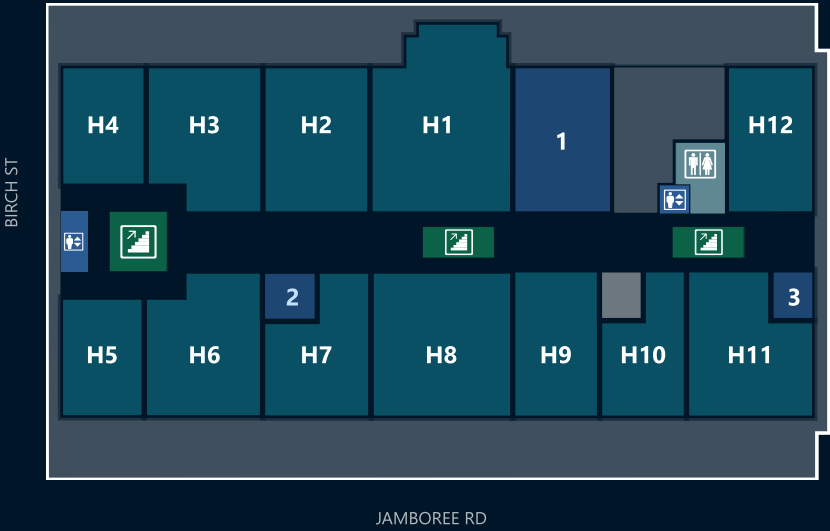 H4
H3
H2
H1
1
H12
BIRCH ST
2
3
H5
H6
H7
H8
H9
H10
H11
JAMBOREE RD